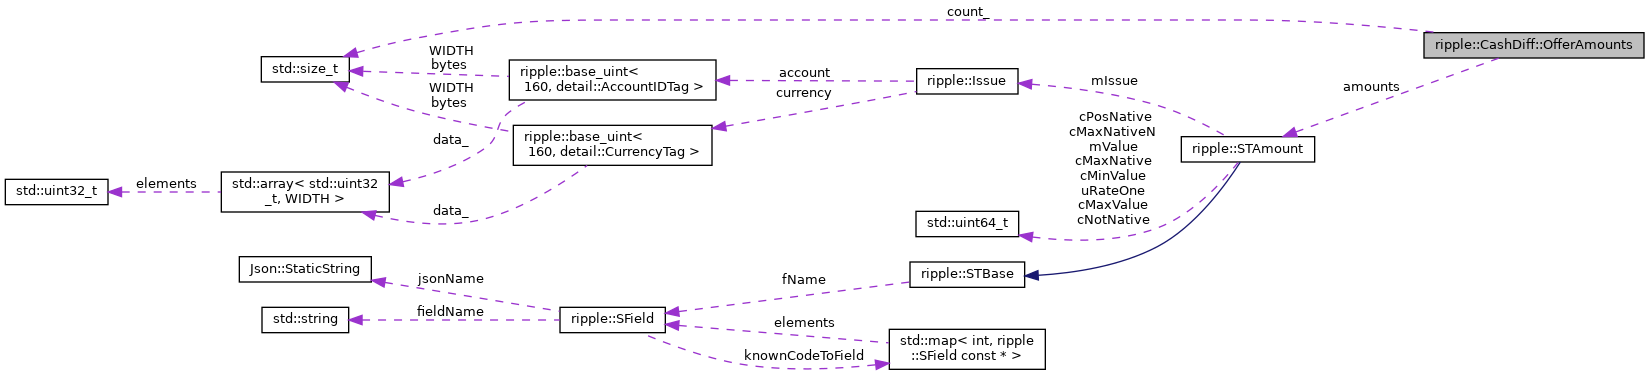 count_
ripple::CashDiff::OfferAmounts
WIDTH
bytes
std::size_t
ripple::base_uint<
160, detail::AccountIDTag >
account
ripple::Issue
mIssue
amounts
WIDTH
bytes
currency
data_
ripple::base_uint<
160, detail::CurrencyTag >
cPosNative
cMaxNativeN
mValue
cMaxNative
cMinValue
uRateOne
cMaxValue
cNotNative
ripple::STAmount
std::uint32_t
elements
std::array< std::uint32
_t, WIDTH >
data_
std::uint64_t
Json::StaticString
jsonName
fName
ripple::STBase
std::string
fieldName
ripple::SField
elements
knownCodeToField
std::map< int, ripple
::SField const * >